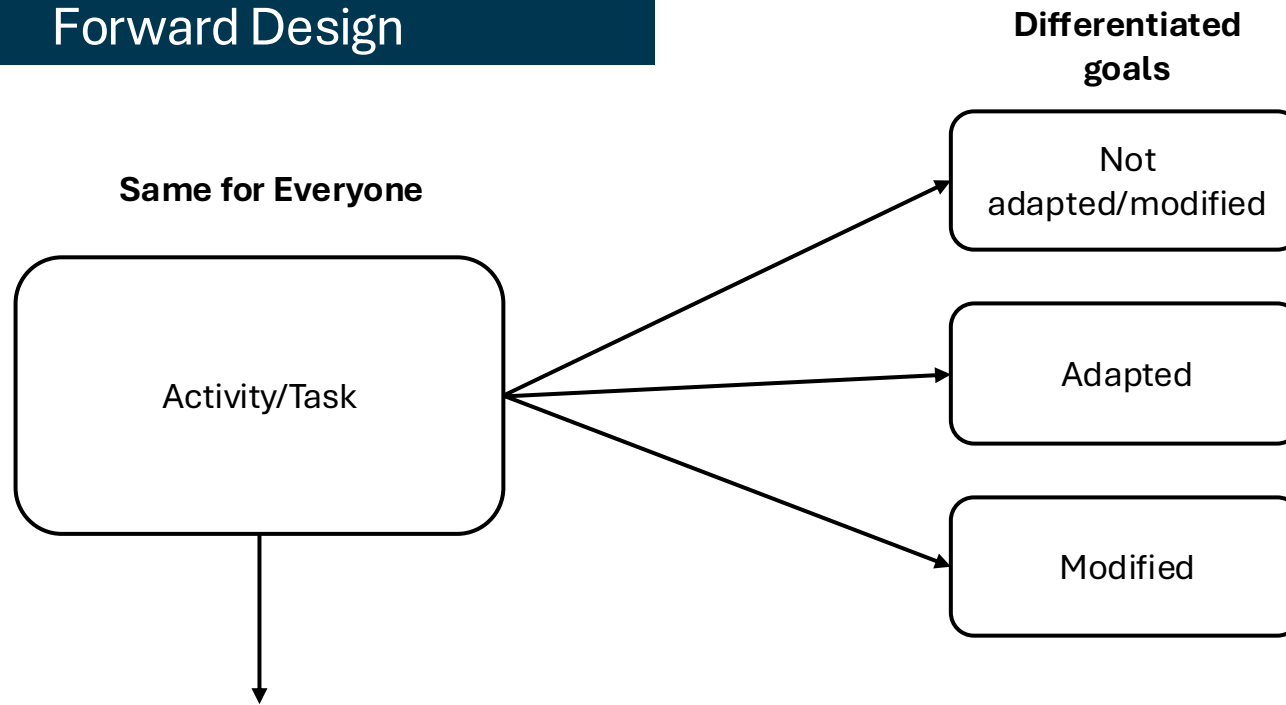 Forward Design
Differentiated
goals
Same for Everyone
Not
adapted/modified
Activity/Task
Adapted
Modified